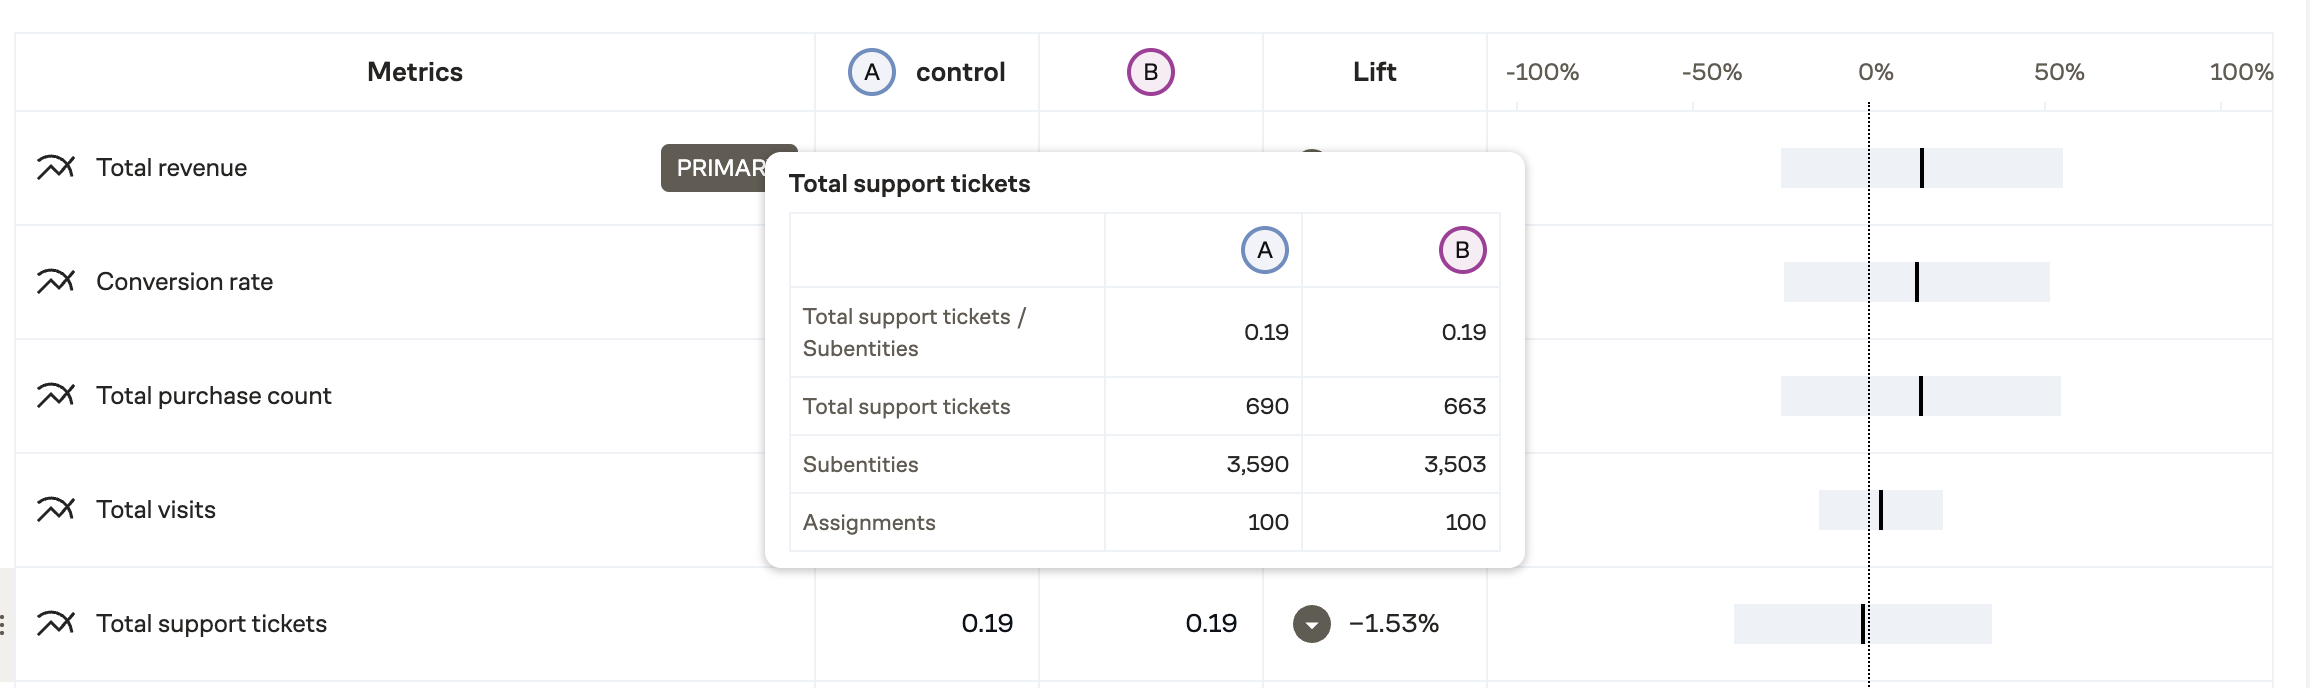 Metrics
A control
B
Lift
-100% -50% 0% 50% 100%
Total revenue
Conversion rate
Total purchase count
Total visits
Total support tickets
A B
Total support tickets /
Subentities
0.19 0.19
Total support tickets 690 663
Subentities 3,590 3,503
Assignments 100 100
Total support tickets 0.19 0.19 −1.53%